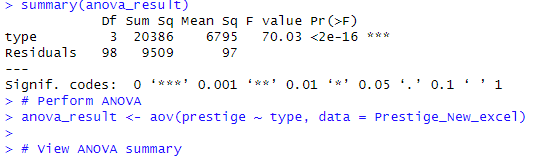 > summary(anova_result)
Df Sum Sq Mean Sq F value Pr(>F)
type 3 20386 6795 70.03 <2e-16 ***
Residuals 98 9509 97
---
Signif. codes: 0 ‘***’ 0.001 ‘**’ 0.01 ‘*’ 0.05 ‘.’ 0.1 ‘ ’ 1
> # Perform ANOVA
> anova_result <- aov(prestige ~ type, data = Prestige_New_excel)
>
> # View ANOVA summary